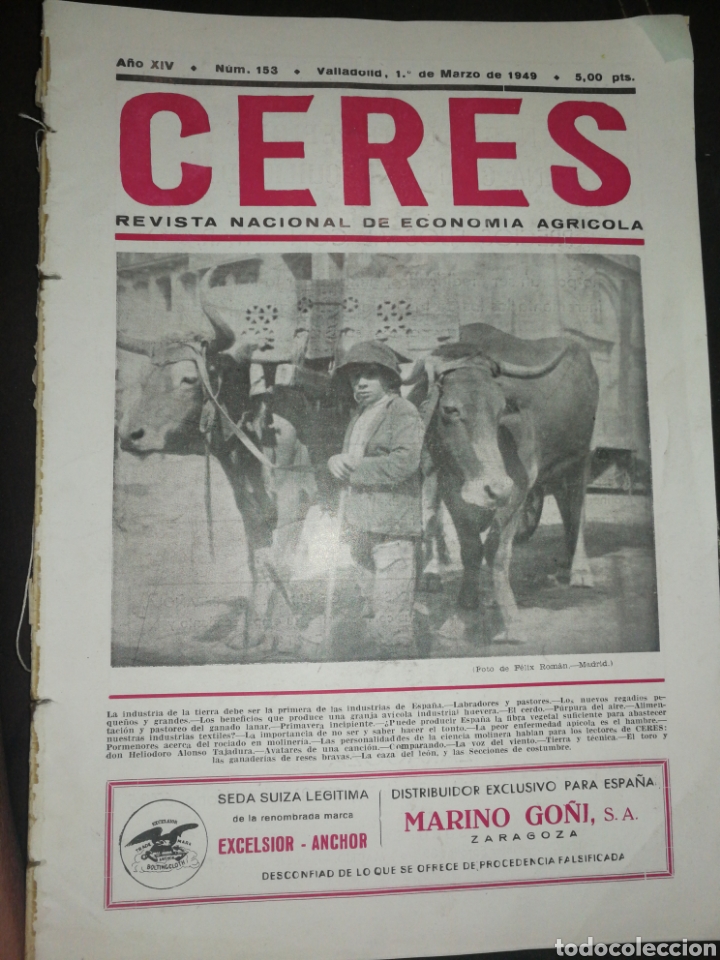 Año XIV • Núm. 153 • Valladolid, 1.º de Marzo de 1949 • 5,00 pts.
CERES
REVISTA NACIONAL DE ECONOMIA AGRICOLA
(Foto de Félix Román.—Madrid.)
La industria de la tierra debe ser la primera de las industrias de España.—Labradores y pastores.—Los nuevos regadíos pe-
queños y grandes.—Los beneficios que produce una granja avícola industrial huevera.—El cerdo.—Púrpura del aire.—Alimen-
tación y pastoreo del ganado lanar.—Primavera incipiente.—¿Puede producir España la fibra vegetal suficiente para abastecer
nuestras industrias textiles?—La importancia de no ser y saber hacer el tonto.—La peor enfermedad apícola es el hambre.—
Pormenores acerca del rociado en molinería.—Las personalidades de la ciencia molinera hablan para los lectores de CERES:
don Heliodoro Alonso Tajadura.—Avatares de una canción.—Comparando.—La voz del viento.—Tierra y técnica.—El toro y
las ganaderías de reses bravas.—La caza del león, y las Secciones de costumbre.
EXCELSIOR
TRADE MARK
BOLTINGCLOTH
SEDA SUIZA LEGITIMA
de la renombrada marca
EXCELSIOR - ANCHOR
DISTRIBUIDOR EXCLUSIVO PARA ESPAÑA
MARINO GOÑI, S. A.
ZARAGOZA
DESCONFIAD DE LO QUE SE OFRECE DE PROCEDENCIA FALSIFICADA
todocoleccion